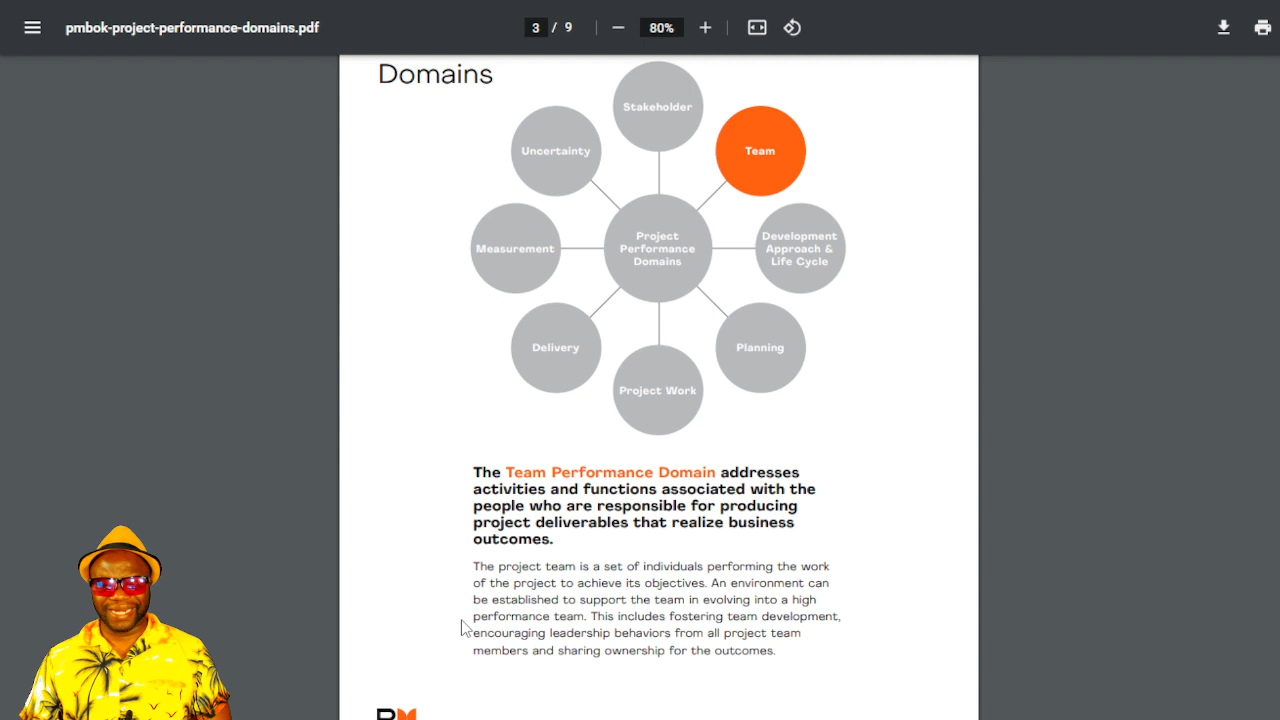 pmbok-project-performance-domains.pdf
3 / 9
80%
Domains
Stakeholder
Uncertainty
Team
Measurement
Project
Performance
Domains
Development
Approach &
Life Cycle
Delivery
Planning
Project Work
The Team Performance Domain addresses
activities and functions associated with the
people who are responsible for producing
project deliverables that realize business
outcomes.
The project team is a set of individuals performing the work
of the project to achieve its objectives. An environment can
be established to support the team in evolving into a high
performance team. This includes fostering team development,
encouraging leadership behaviors from all project team
members and sharing ownership for the outcomes.